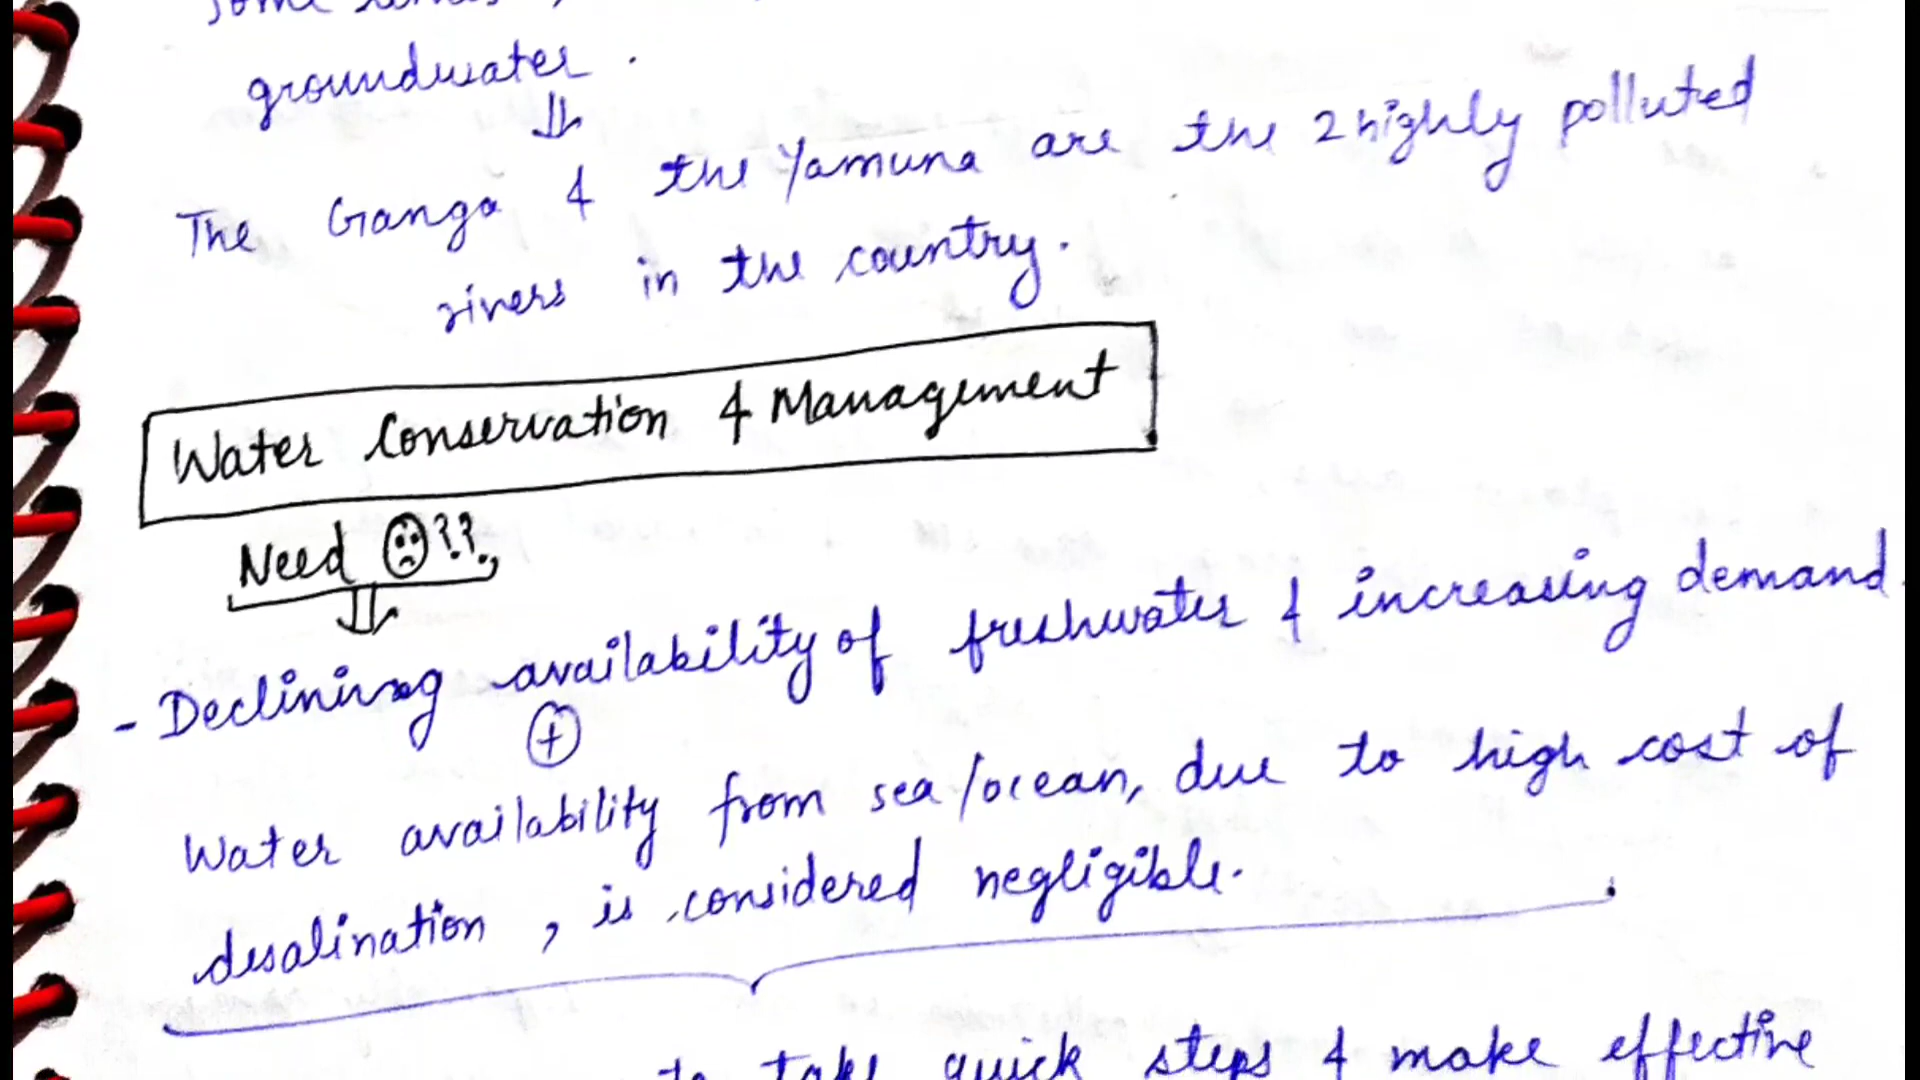 groundwater.
⇓
The Ganga & the Yamuna are the 2 highly polluted
rivers in the country.
Water Conservation & Management
Need ☹??
⇓
- Declining availability of freshwater & increasing demand.
⊕
Water availability from sea/ocean, due to high cost of
desalination, is considered negligible.
to take quick steps & make effective